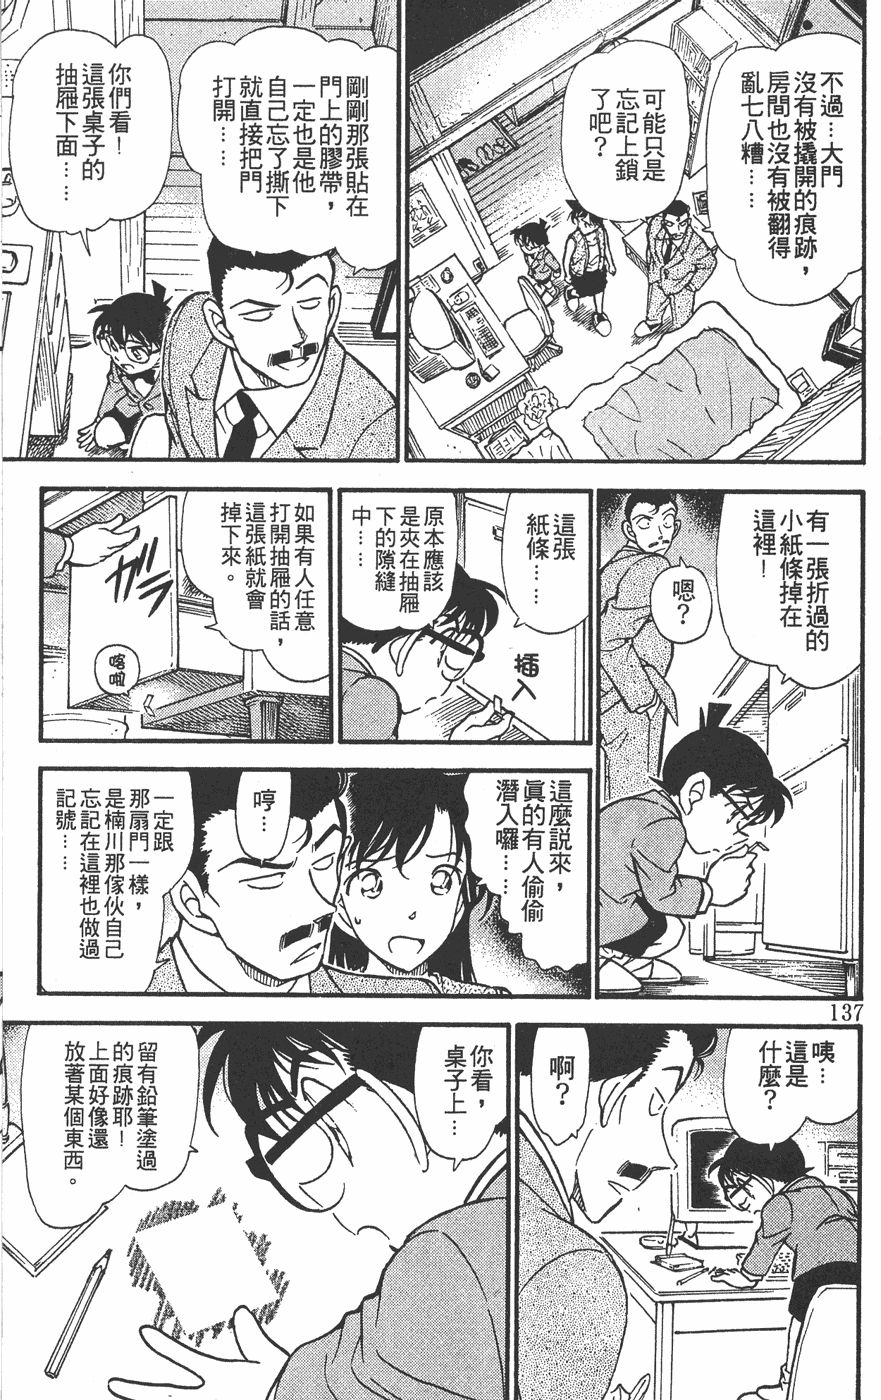 不過…大門
沒有被撬開的痕跡，
房間也沒有被翻得
亂七八糟……
可能只是
忘記上鎖
了吧？
剛剛那張貼在
門上的膠帶，
一定也是他
自己忘了撕下
就直接把門
打開……
你們看！
這張桌子的
抽屜下面……
有一張折過的
小紙條掉在
這裡！
嗯？
這張
紙條……
插入
原本應該
是夾在抽屜
下的隙縫
中……
如果有人任意
打開抽屜的話，
這張紙就會
掉下來。
喀啦
這麼説來，
真的有人偷偷
潛入囉……
哼…
一定跟
那扇門一樣，
是楠川那傢伙自己
忘記在這裡也做過
記號……
137
咦…
這是
什麼？
啊？
你看，
桌子上…
留有鉛筆塗過
的痕跡耶！
上面好像還
放著某個東西。